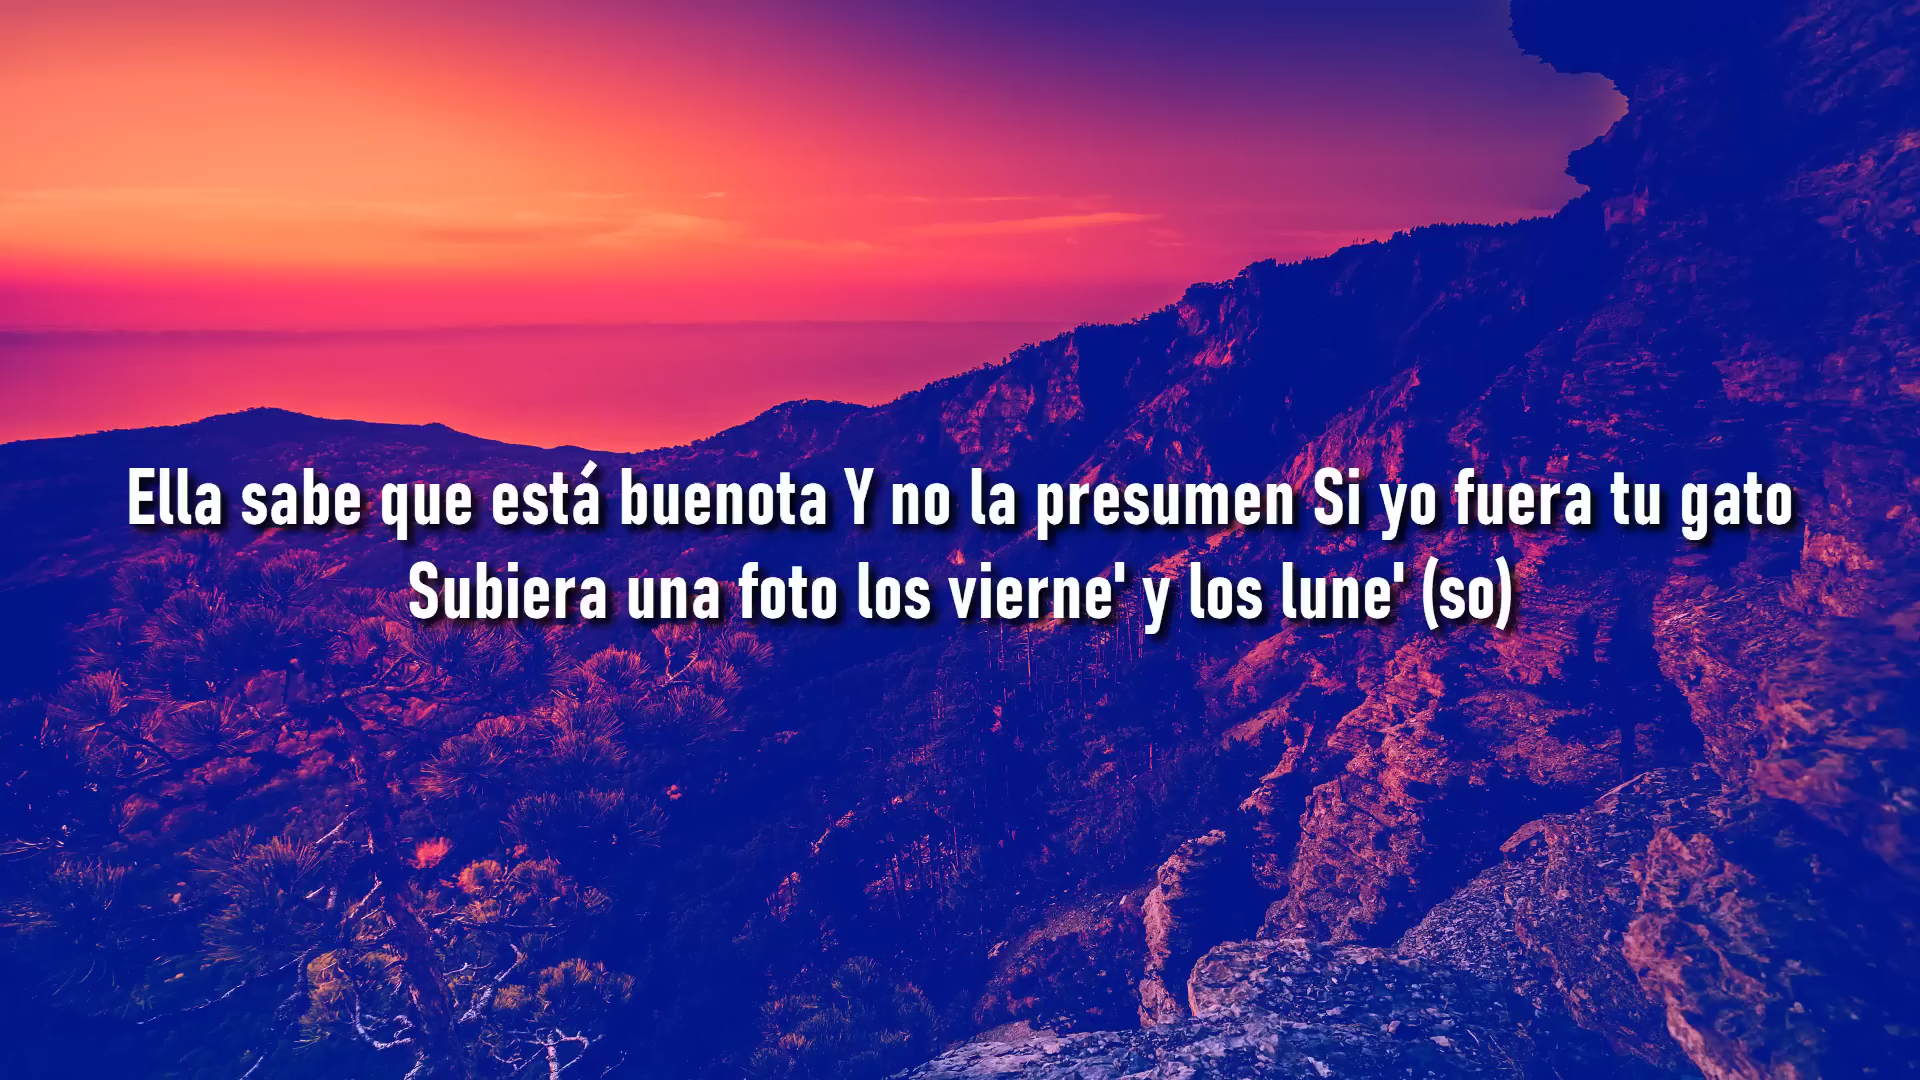 Ella sabe que está buenota Y no la presumen Si yo fuera tu gato
Subiera una foto los vierne' y los lune' (so)